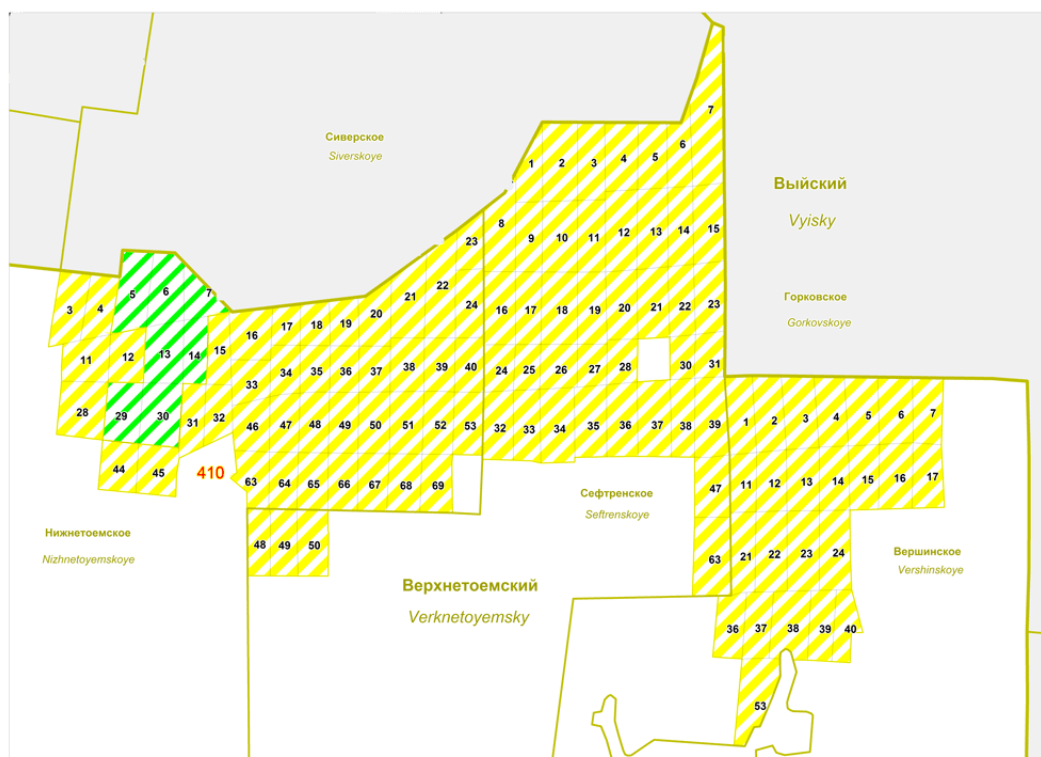 7
Сиверское
Siverskoye
1 2 3 4 5 6
Выйский
Vyisky
8 9 10 11 12 13 14 15
23
22
21
24
5 6 7
3 4
20
16 17 18 19 20 21 22 23
Горковское
Gorkovskoye
16 17 18 19
15
11 12 13 14
33 34 35 36 37 38 39 40
24 25 26 27 28 30 31
28 29 30 31 32
46 47 48 49 50 51 52 53
32 33 34 35 36 37 38 39
1 2 3 4 5 6 7
44 45
410
63 64 65 66 67 68 69
47
11 12 13 14 15 16 17
Сефтренское
Seftrenskoye
Нижнетоемское
Nizhnetoyemskoye
48 49 50
63
21 22 23 24
Вершинское
Vershinskoye
Верхнетоемский
Verknetoyemsky
36 37 38 39 40
53